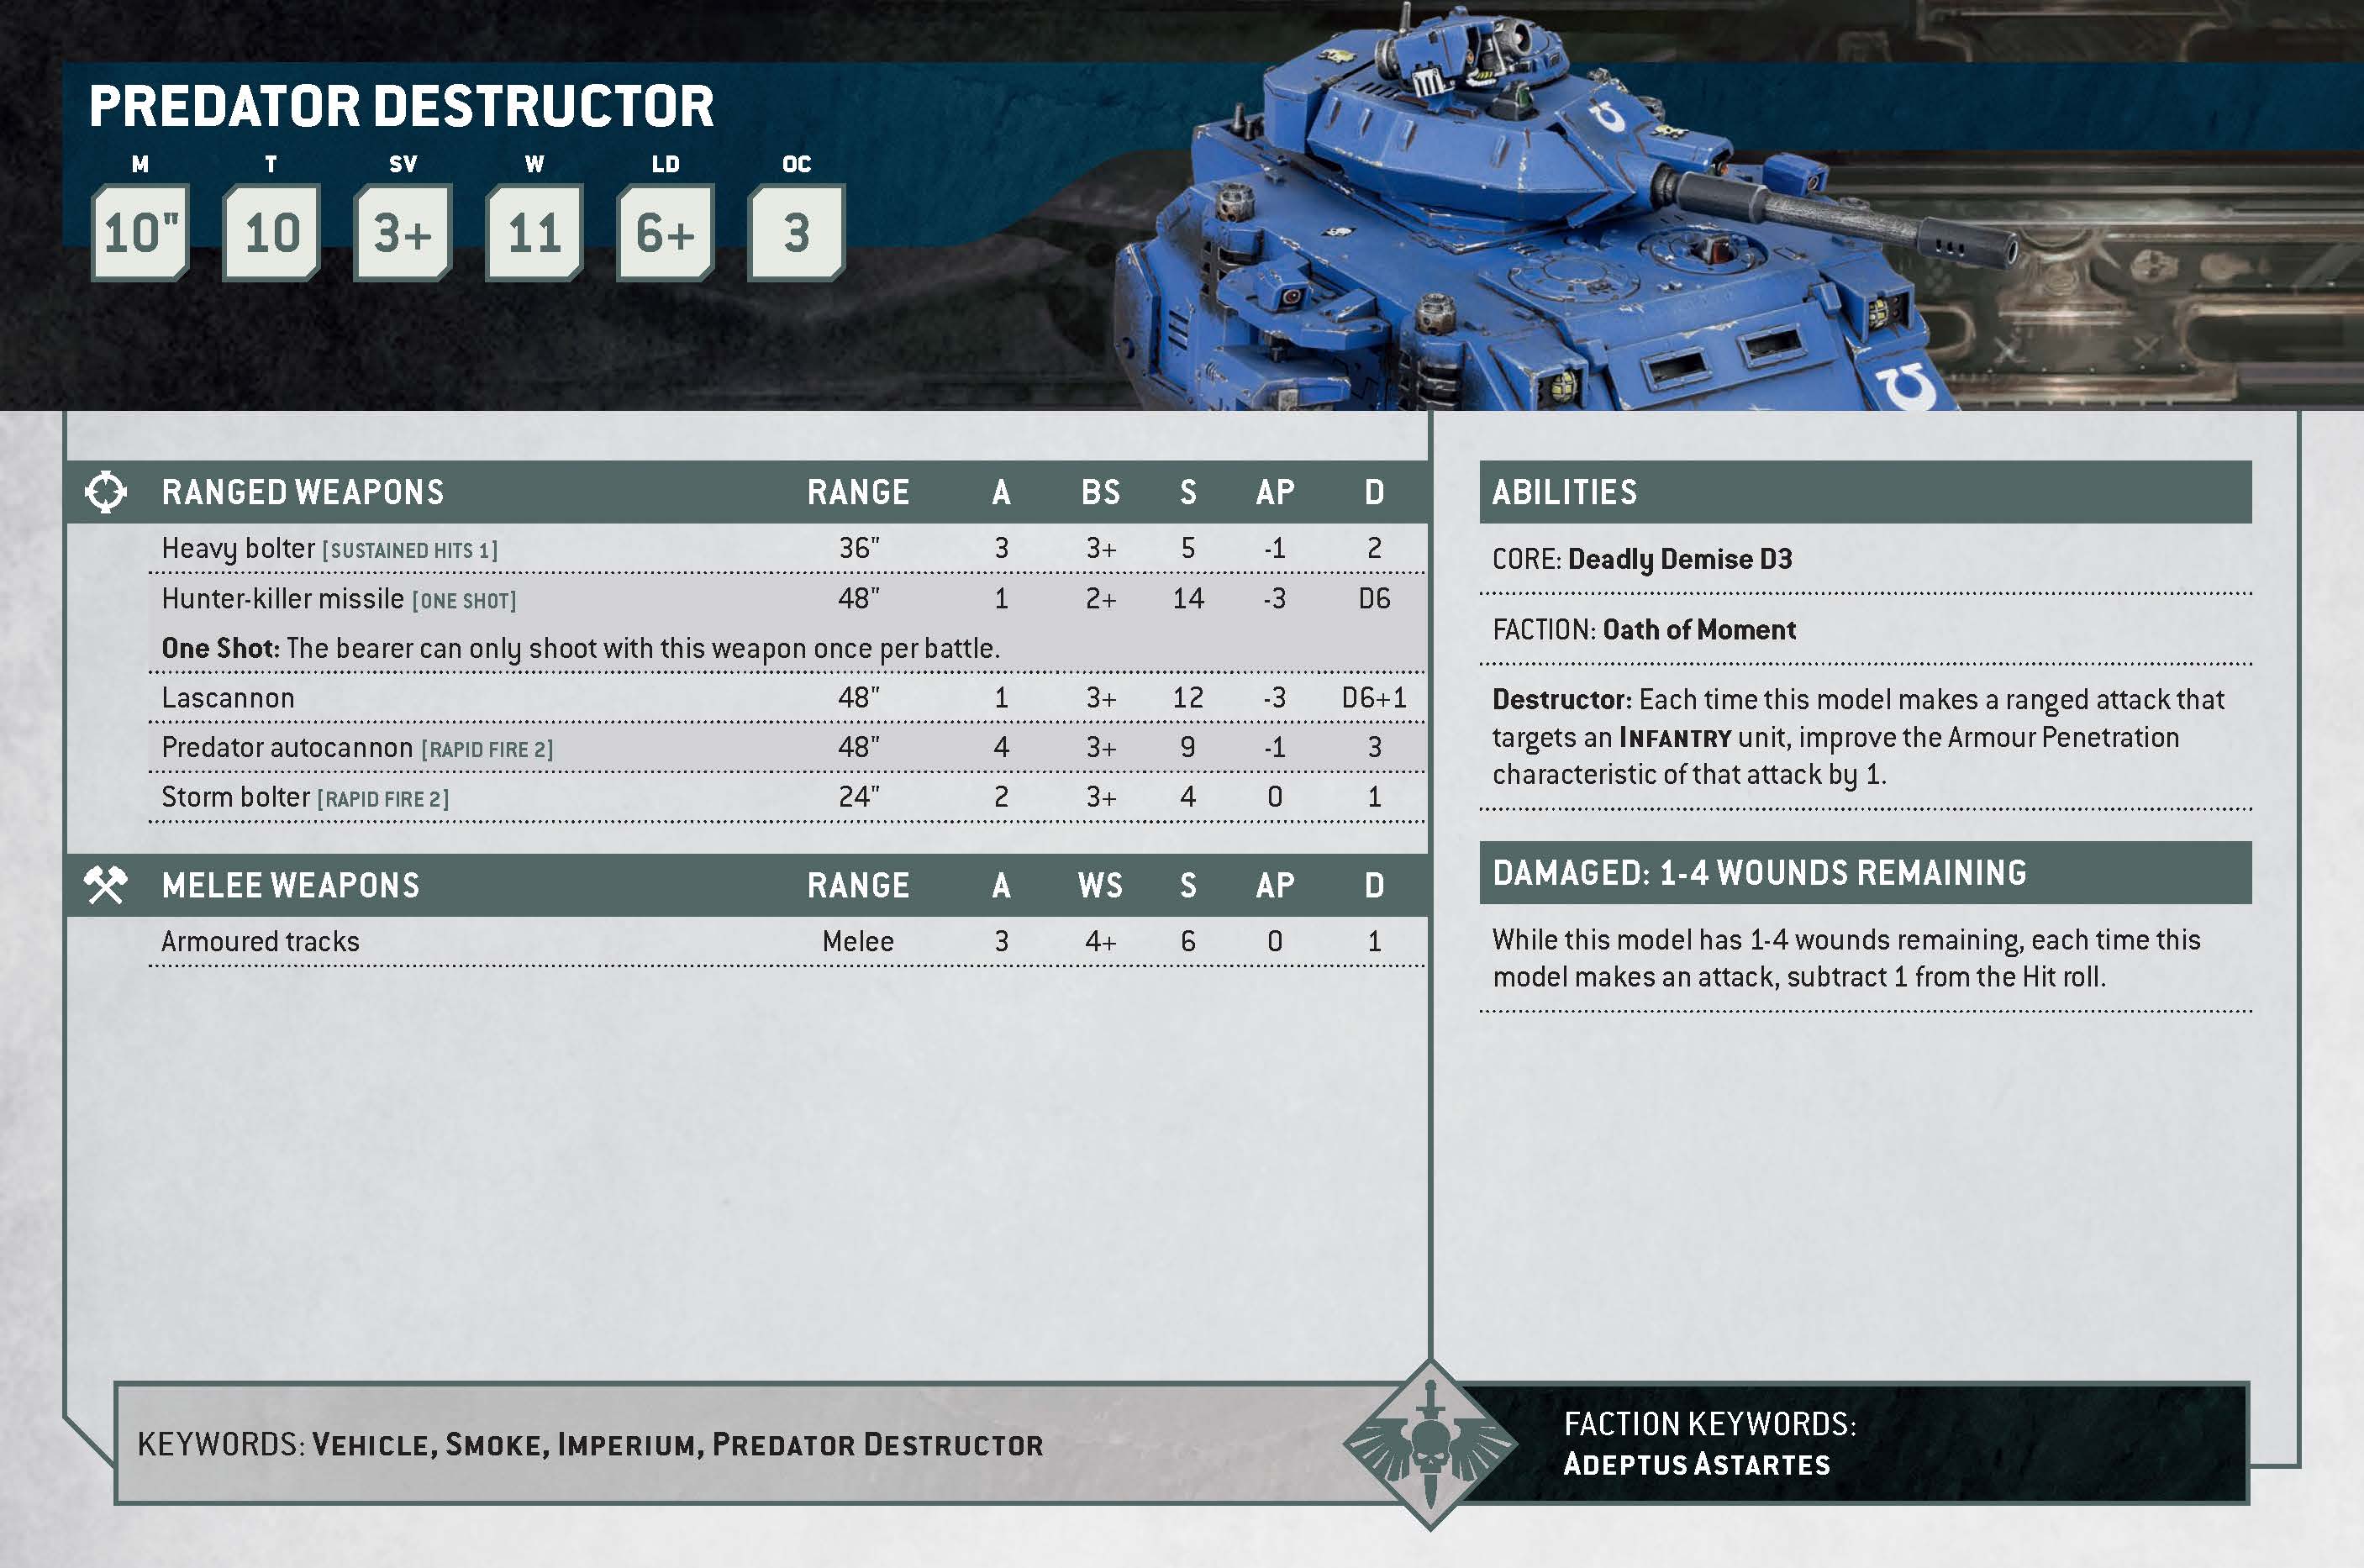 PREDATOR DESTRUCTOR
M T SV W LD OC
10" 10 3+ 11 6+ 3
RANGED WEAPONS RANGE A BS S AP D
Heavy bolter [SUSTAINED HITS 1] 36" 3 3+ 5 -1 2
Hunter-killer missile [ONE SHOT] 48" 1 2+ 14 -3 D6
One Shot: The bearer can only shoot with this weapon once per battle.
Lascannon 48" 1 3+ 12 -3 D6+1
Predator autocannon [RAPID FIRE 2] 48" 4 3+ 9 -1 3
Storm bolter [RAPID FIRE 2] 24" 2 3+ 4 0 1
MELEE WEAPONS RANGE A WS S AP D
Armoured tracks Melee 3 4+ 6 0 1
ABILITIES
CORE: Deadly Demise D3
FACTION: Oath of Moment
Destructor: Each time this model makes a ranged attack that
targets an INFANTRY unit, improve the Armour Penetration
characteristic of that attack by 1.
DAMAGED: 1-4 WOUNDS REMAINING
While this model has 1-4 wounds remaining, each time this
model makes an attack, subtract 1 from the Hit roll.
KEYWORDS: VEHICLE, SMOKE, IMPERIUM, PREDATOR DESTRUCTOR
FACTION KEYWORDS:
ADEPTUS ASTARTES